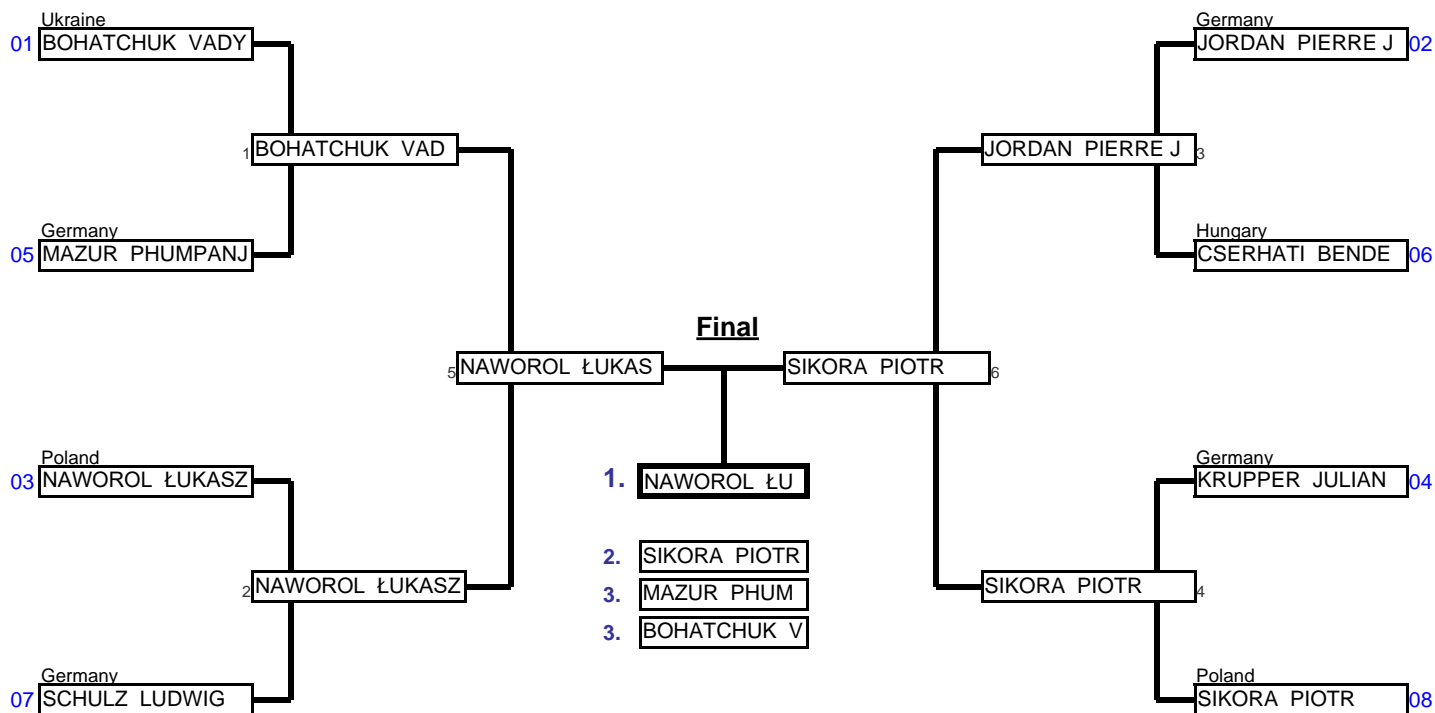 Ukraine
01 BOHATCHUK VADY
1 BOHATCHUK VAD
Germany
05 MAZUR PHUMPANJ
5 NAWOROL ŁUKAS
Poland
03 NAWOROL ŁUKASZ
2 NAWOROL ŁUKASZ
Germany
07 SCHULZ LUDWIG
Final
1. NAWOROL ŁU
2. SIKORA PIOTR
3. MAZUR PHUM
3. BOHATCHUK V
Germany
JORDAN PIERRE J 02
JORDAN PIERRE J 3
Hungary
CSERHATI BENDE 06
SIKORA PIOTR 6
Germany
KRUPPER JULIAN 04
SIKORA PIOTR 4
Poland
SIKORA PIOTR 08